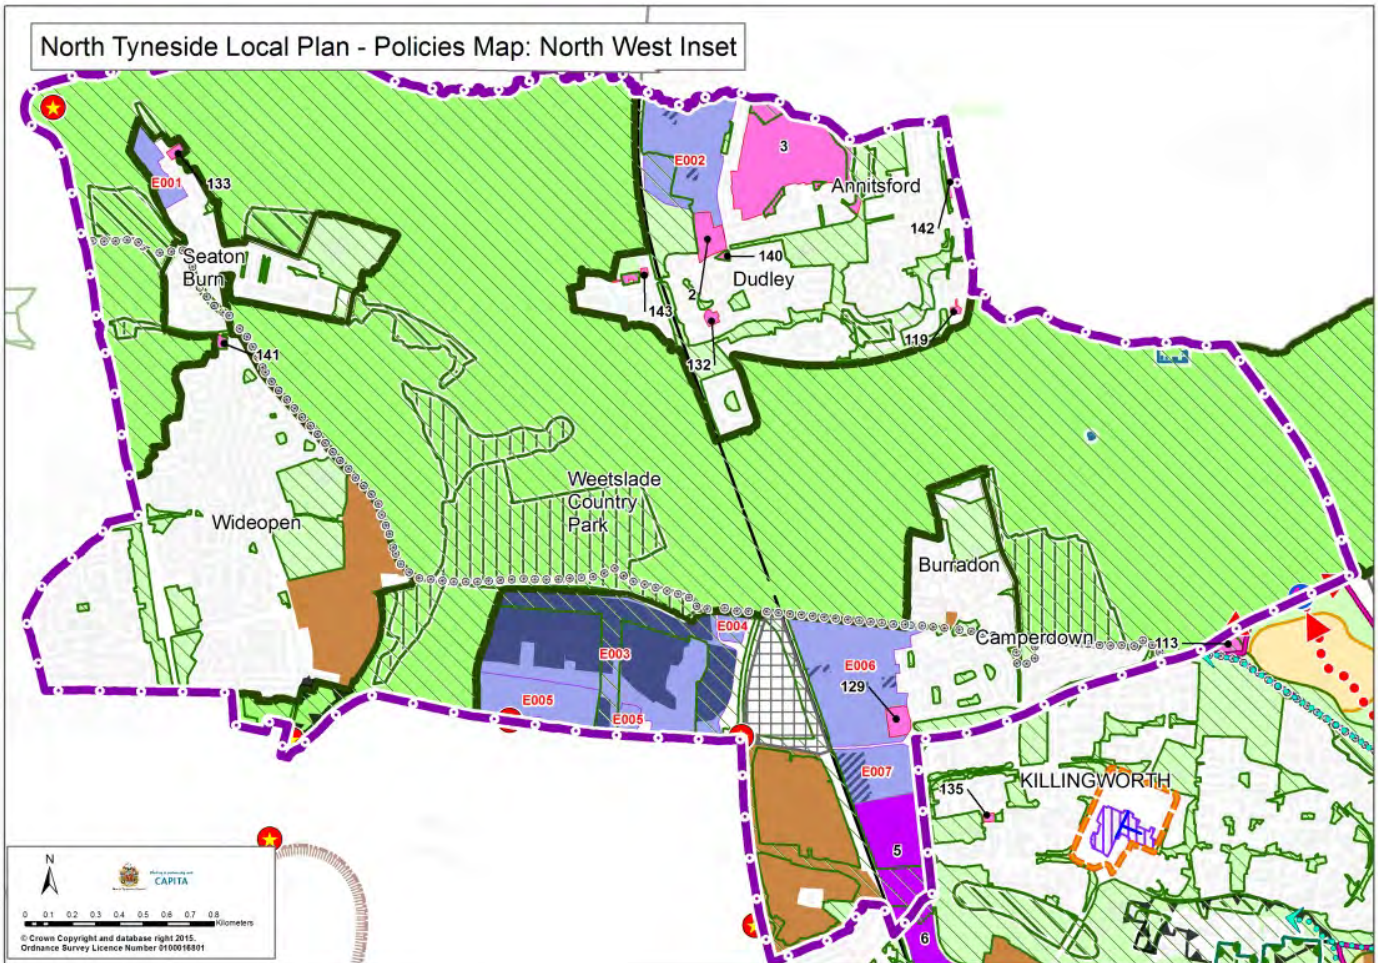 North Tyneside Local Plan - Policies Map: North West Inset
3
E002
E001
133
Annitsford
142
Seaton
Burn
140
Dudley
2
143
119
141
132
Weetslade
Country
Park
Wideopen
Burradon
E004
Camperdown
113
E003
E006
129
E005
E005
E007
KILLINGWORTH
135
5
6
N
CAPITA
0 0.1 0.2 0.3 0.4 0.5 0.6 0.7 0.8
Kilometers
© Crown Copyright and database right 2015.
Ordnance Survey Licence Number 0100016801